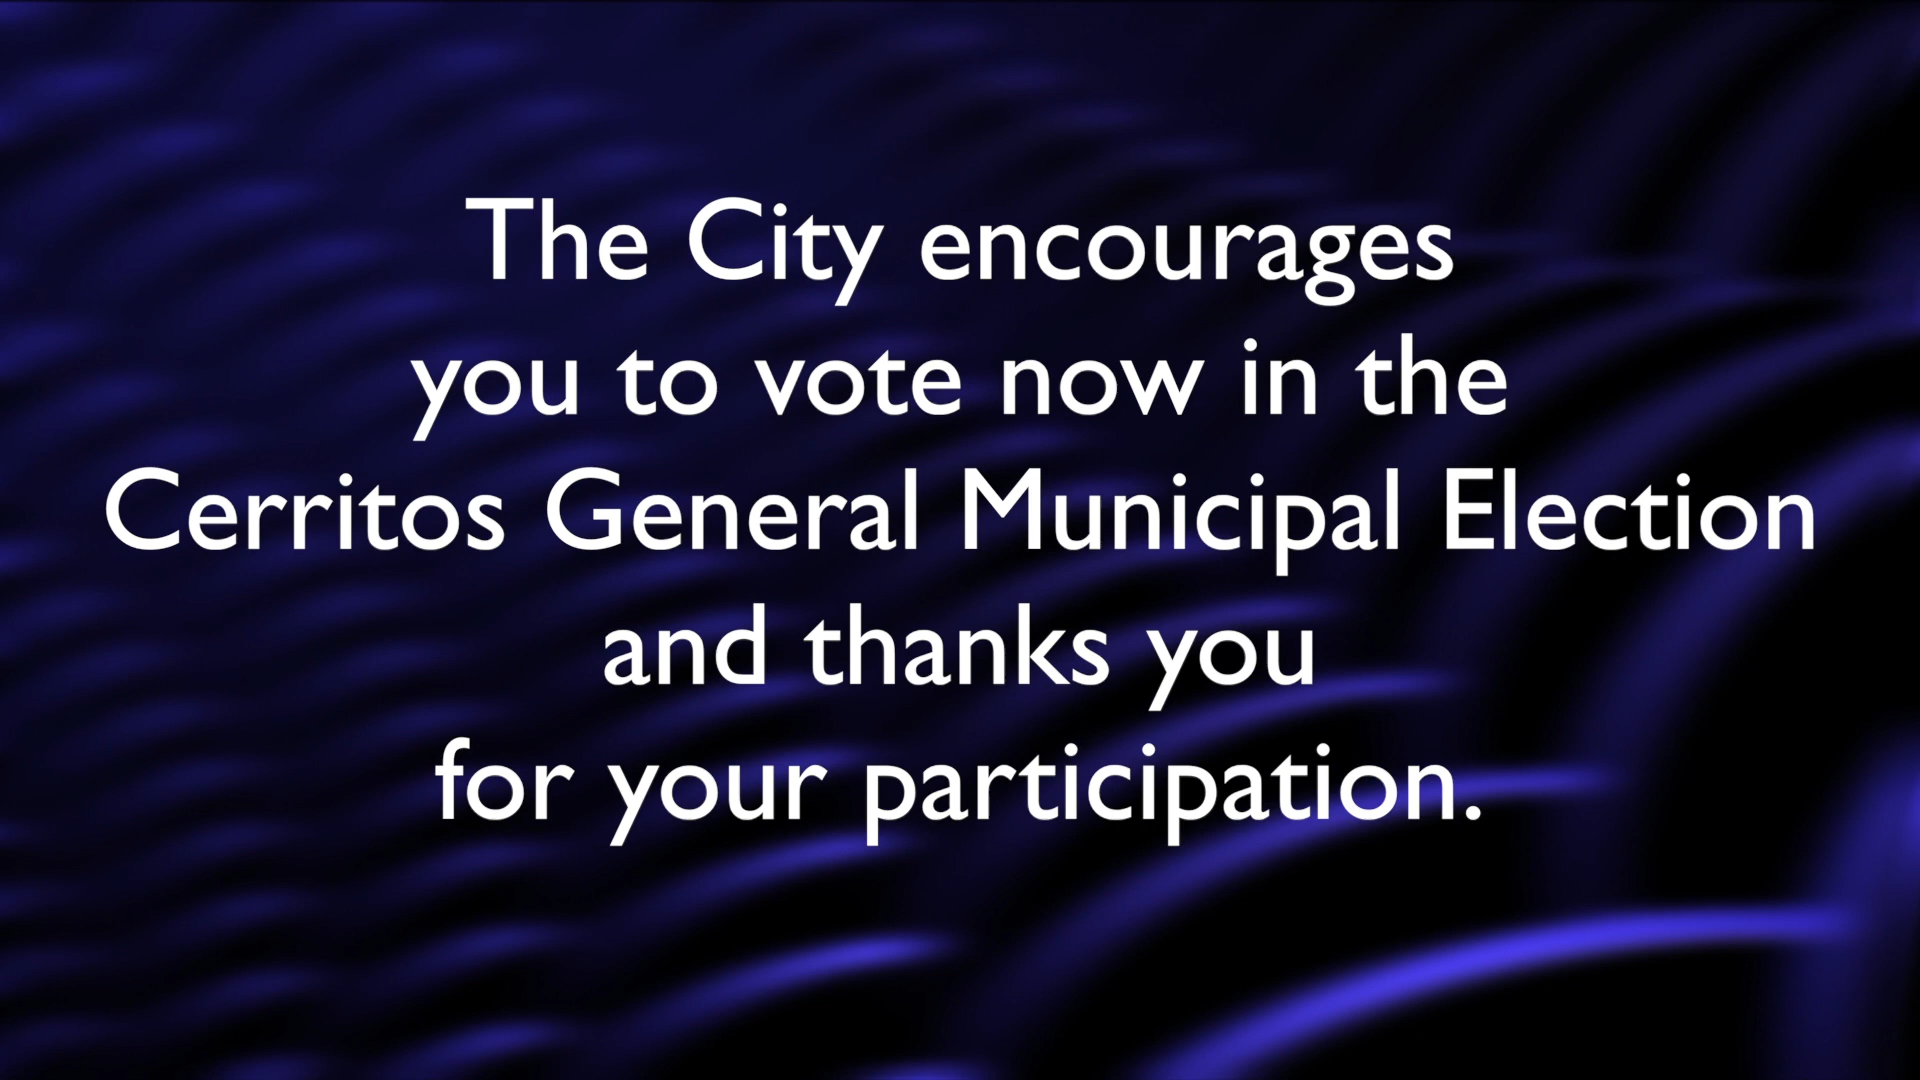 The City encourages
you to vote now in the
Cerritos General Municipal Election
and thanks you
for your participation.